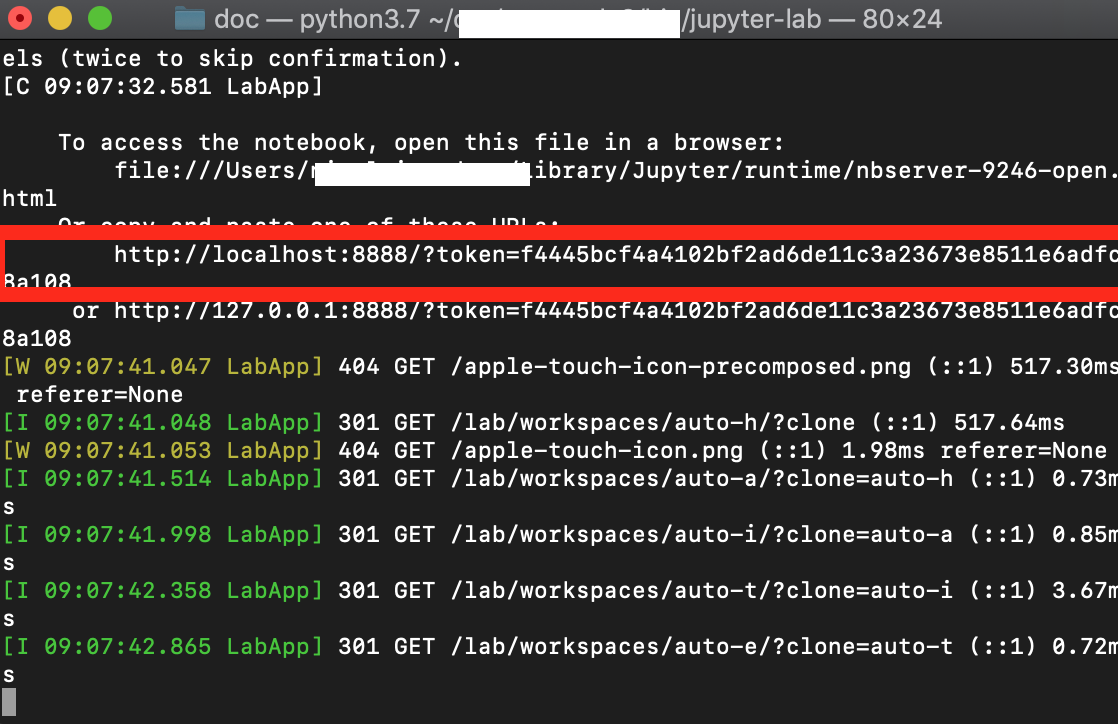 doc — python3.7 ~/ /jupyter-lab — 80×24
els (twice to skip confirmation).
[C 09:07:32.581 LabApp]
To access the notebook, open this file in a browser:
file:///Users/ Library/Jupyter/runtime/nbserver-9246-open.
html
Or copy and paste one of these URLs:
http://localhost:8888/?token=f4445bcf4a4102bf2ad6de11c3a23673e8511e6adfc
8a108
or http://127.0.0.1:8888/?token=f4445bcf4a4102bf2ad6de11c3a23673e8511e6adfc
8a108
[W 09:07:41.047 LabApp] 404 GET /apple-touch-icon-precomposed.png (::1) 517.30ms
referer=None
[I 09:07:41.048 LabApp] 301 GET /lab/workspaces/auto-h/?clone (::1) 517.64ms
[W 09:07:41.053 LabApp] 404 GET /apple-touch-icon.png (::1) 1.98ms referer=None
[I 09:07:41.514 LabApp] 301 GET /lab/workspaces/auto-a/?clone=auto-h (::1) 0.73m
s
[I 09:07:41.998 LabApp] 301 GET /lab/workspaces/auto-i/?clone=auto-a (::1) 0.85m
s
[I 09:07:42.358 LabApp] 301 GET /lab/workspaces/auto-t/?clone=auto-i (::1) 3.67m
s
[I 09:07:42.865 LabApp] 301 GET /lab/workspaces/auto-e/?clone=auto-t (::1) 0.72m
s